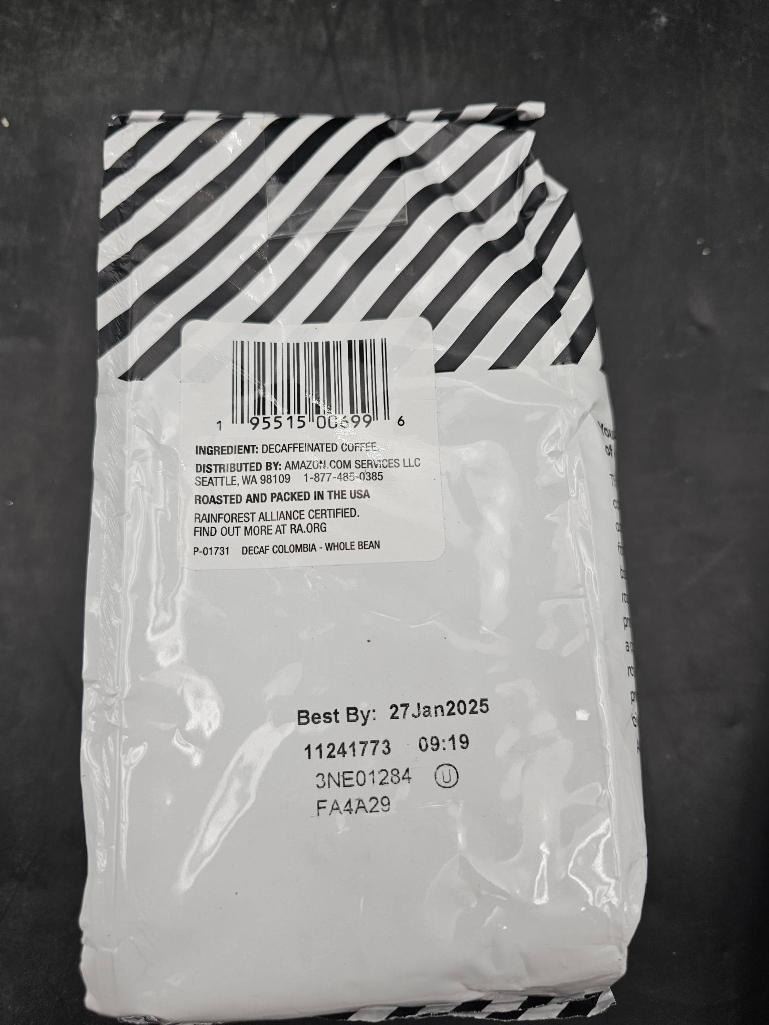 1 95515 00699 6
INGREDIENT: DECAFFEINATED COFFEE
DISTRIBUTED BY: AMAZON.COM SERVICES LLC
SEATTLE, WA 98109 1-877-485-0385
ROASTED AND PACKED IN THE USA
RAINFOREST ALLIANCE CERTIFIED.
FIND OUT MORE AT RA.ORG
P-01731 DECAF COLOMBIA - WHOLE BEAN
Best By: 27Jan2025
11241773 09:19
3NE01284 U
FA4A29